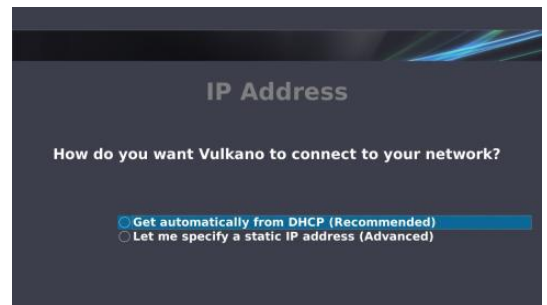 IP Address
How do you want Vulkano to connect to your network?
Get automatically from DHCP (Recommended)
Let me specify a static IP address (Advanced)